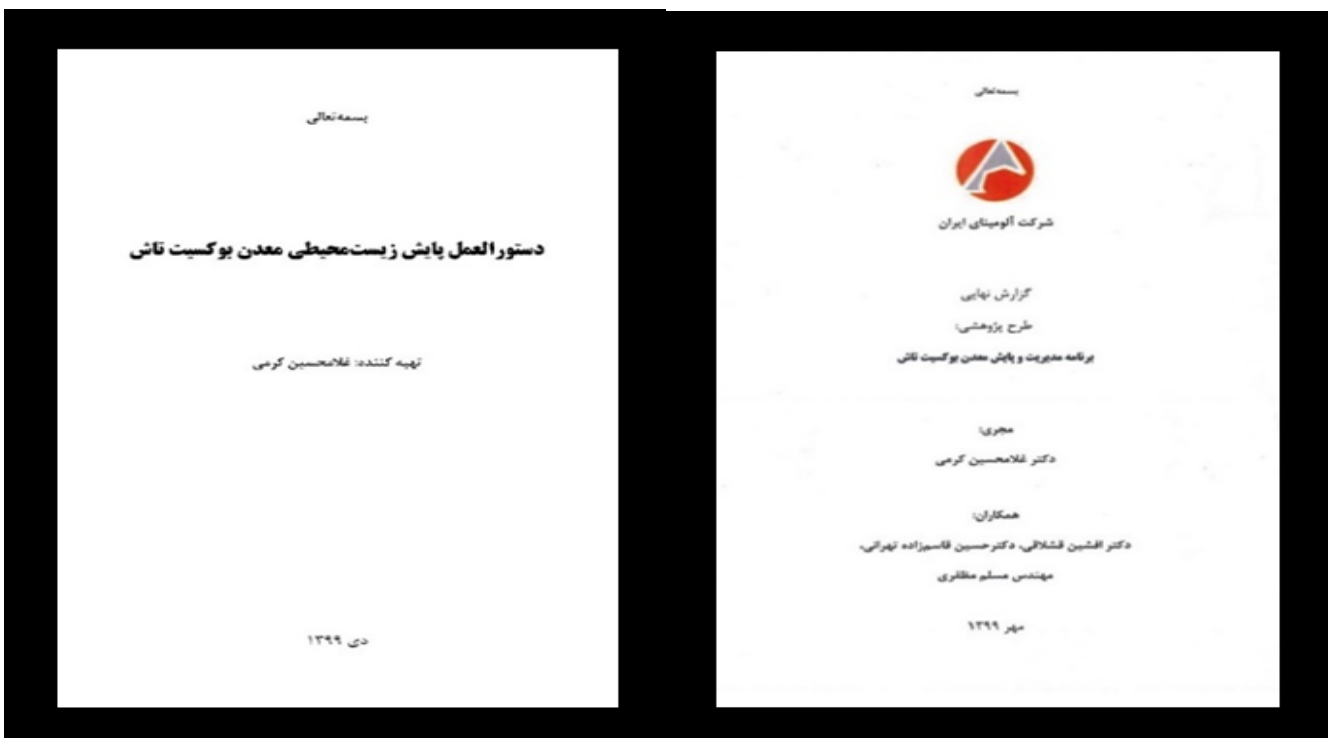 بسمه‌تعالی
شرکت آلومینای ایران
گزارش نهایی
طرح پژوهشی:
برنامه مدیریت و پایش معدن بوکسیت تاش
مجری:
دکتر غلامحسین کرمی
همکاران:
دکتر افشین قشلاقی، دکترحسین قاسم‌زاده تهرانی،
مهندس مسلم مظفری
مهر ۱۳۹۹
بسمه‌تعالی
دستورالعمل پایش زیست‌محیطی معدن بوکسیت تاش
تهیه کننده: غلامحسین کرمی
دی ۱۳۹۹